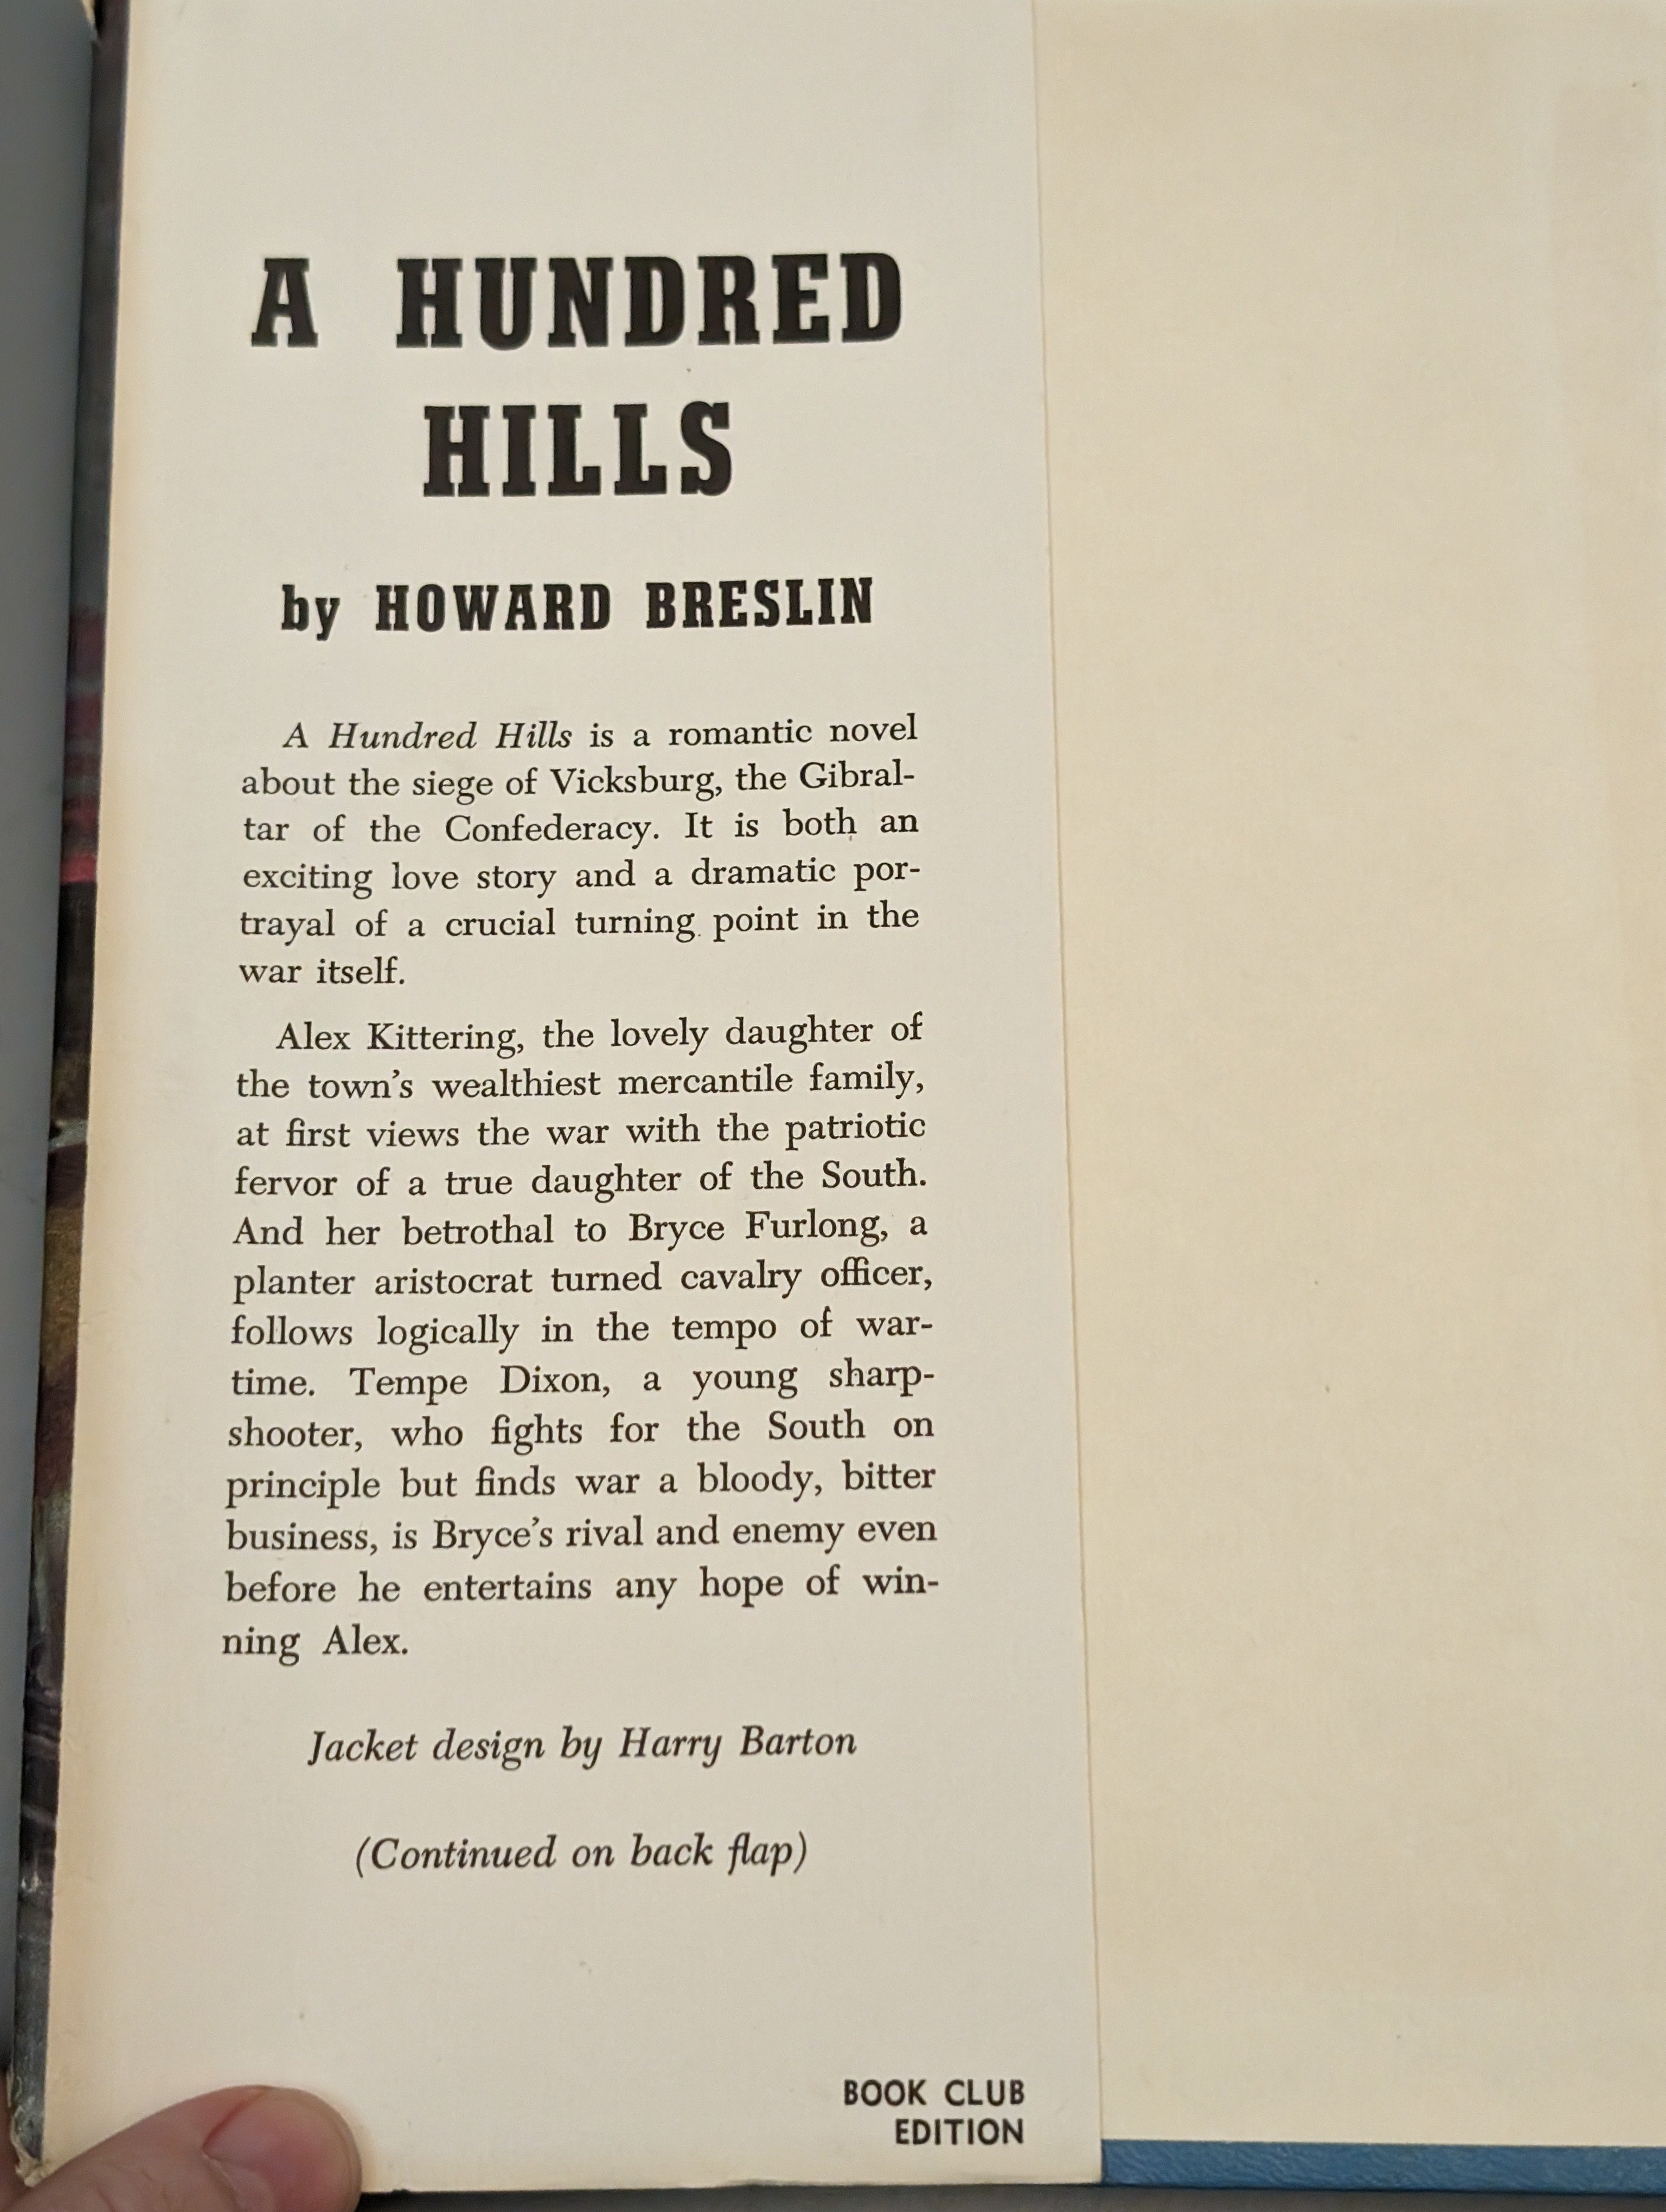 A HUNDRED
HILLS
by HOWARD BRESLIN
A Hundred Hills is a romantic novel
about the siege of Vicksburg, the Gibral-
tar of the Confederacy. It is both an
exciting love story and a dramatic por-
trayal of a crucial turning point in the
war itself.
Alex Kittering, the lovely daughter of
the town's wealthiest mercantile family,
at first views the war with the patriotic
fervor of a true daughter of the South.
And her betrothal to Bryce Furlong, a
planter aristocrat turned cavalry officer,
follows logically in the tempo of war-
time. Tempe Dixon, a young sharp-
shooter, who fights for the South on
principle but finds war a bloody, bitter
business, is Bryce's rival and enemy even
before he entertains any hope of win-
ning Alex.
Jacket design by Harry Barton
(Continued on back flap)
BOOK CLUB
EDITION